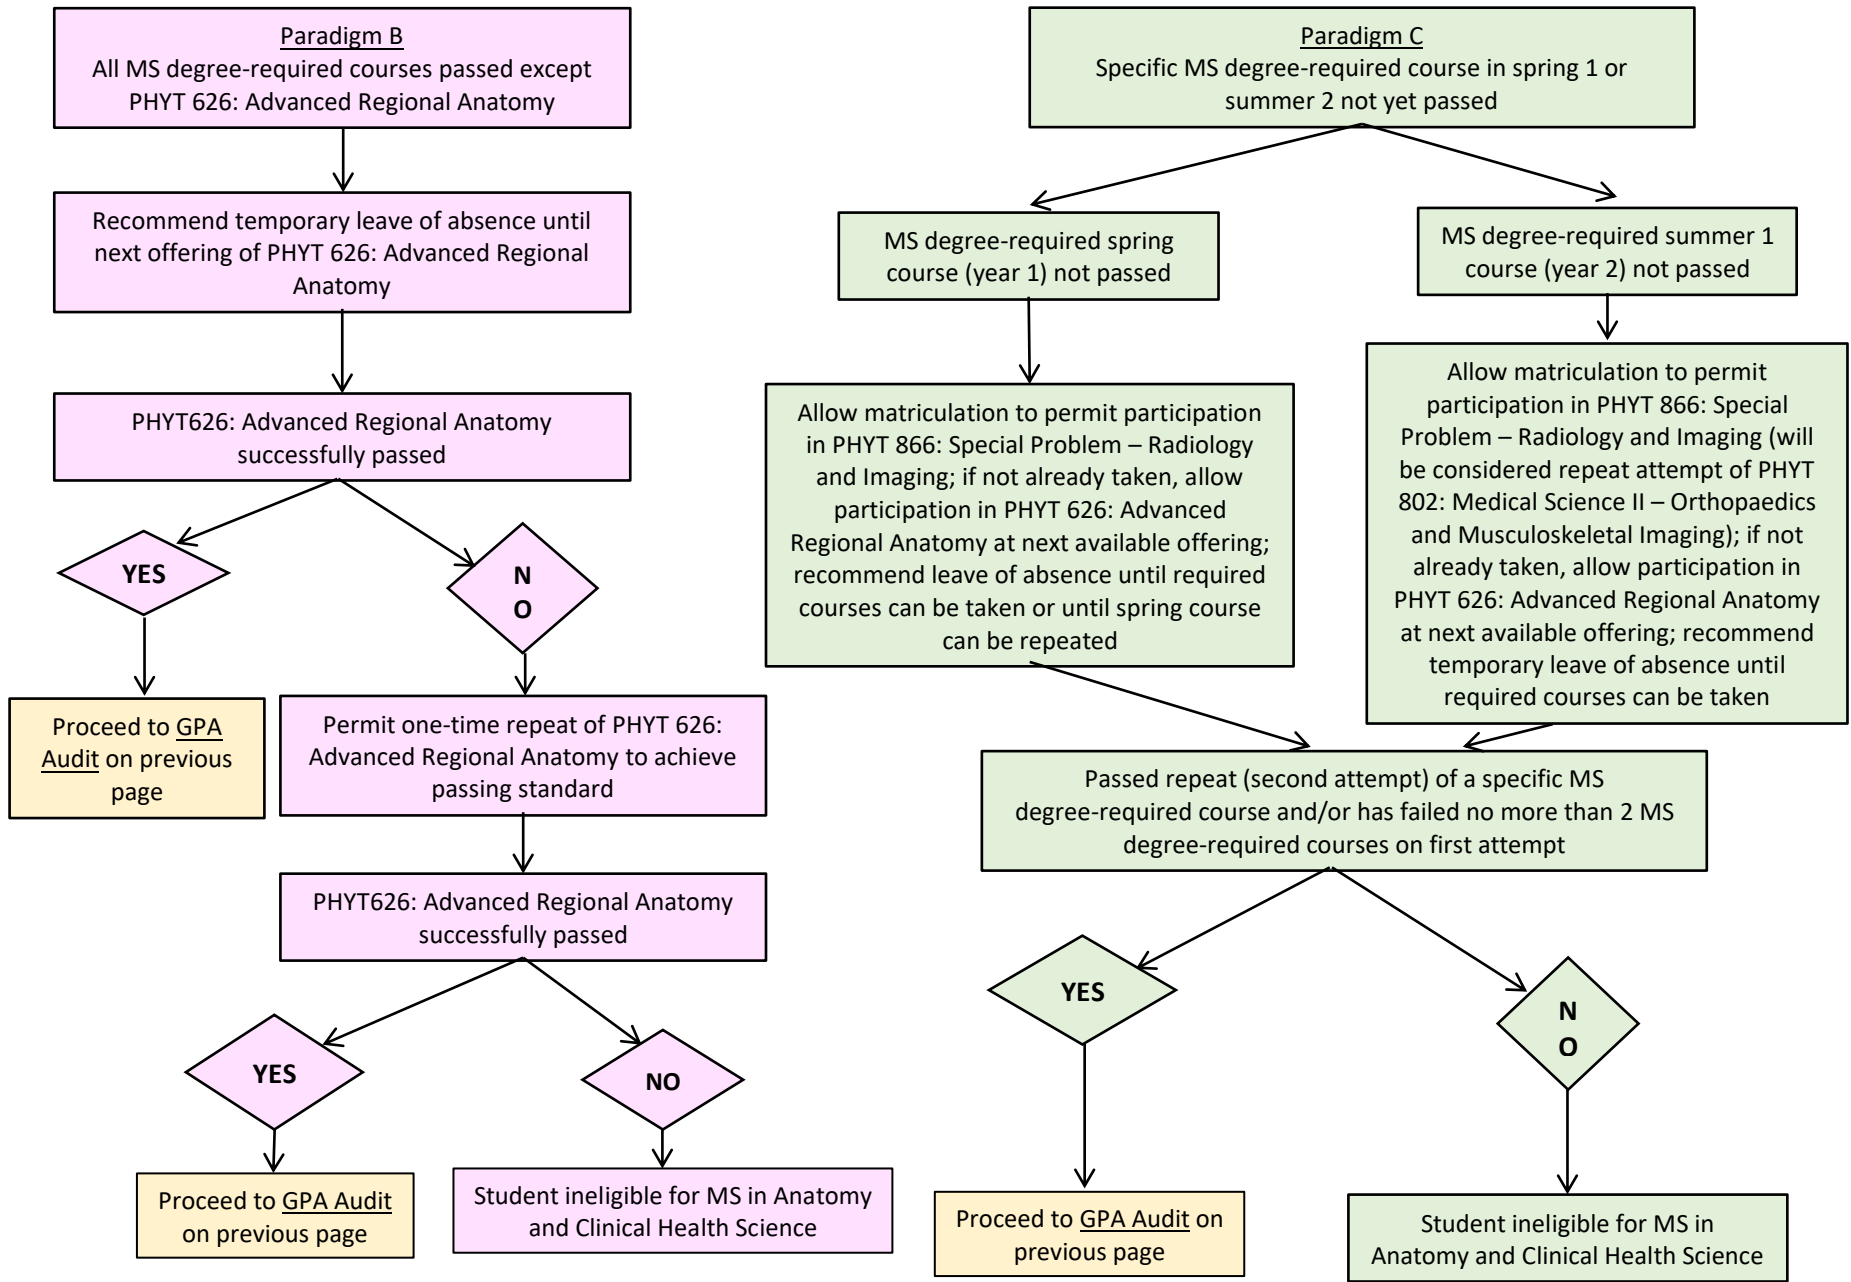 Paradigm B
All MS degree-required courses passed except
PHYT 626: Advanced Regional Anatomy
Recommend temporary leave of absence until
next offering of PHYT 626: Advanced Regional
Anatomy
PHYT626: Advanced Regional Anatomy
successfully passed
YES
N
O
Proceed to GPA
Audit on previous
page
Permit one-time repeat of PHYT 626:
Advanced Regional Anatomy to achieve
passing standard
PHYT626: Advanced Regional Anatomy
successfully passed
YES
NO
Proceed to GPA Audit
on previous page
Student ineligible for MS in Anatomy
and Clinical Health Science
Paradigm C
Specific MS degree-required course in spring 1 or
summer 2 not yet passed
MS degree-required spring
course (year 1) not passed
MS degree-required summer 1
course (year 2) not passed
Allow matriculation to permit participation
in PHYT 866: Special Problem – Radiology
and Imaging; if not already taken, allow
participation in PHYT 626: Advanced
Regional Anatomy at next available offering;
recommend leave of absence until required
courses can be taken or until spring course
can be repeated
Allow matriculation to permit
participation in PHYT 866: Special
Problem – Radiology and Imaging (will
be considered repeat attempt of PHYT
802: Medical Science II – Orthopaedics
and Musculoskeletal Imaging); if not
already taken, allow participation in
PHYT 626: Advanced Regional Anatomy
at next available offering; recommend
temporary leave of absence until
required courses can be taken
Passed repeat (second attempt) of a specific MS
degree-required course and/or has failed no more than 2 MS
degree-required courses on first attempt
YES
N
O
Proceed to GPA Audit on
previous page
Student ineligible for MS in
Anatomy and Clinical Health Science